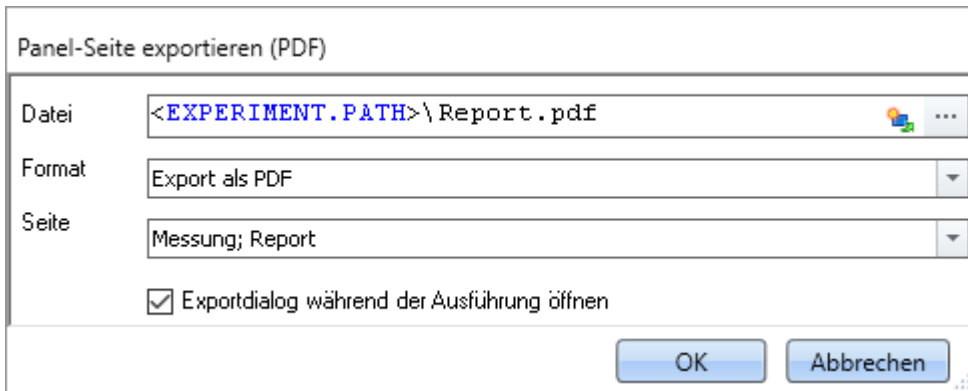 Panel-Seite exportieren (PDF)
Datei <EXPERIMENT.PATH>\Report.pdf ...
Format Export als PDF
Seite Messung; Report
Exportdialog während der Ausführung öffnen
OK Abbrechen